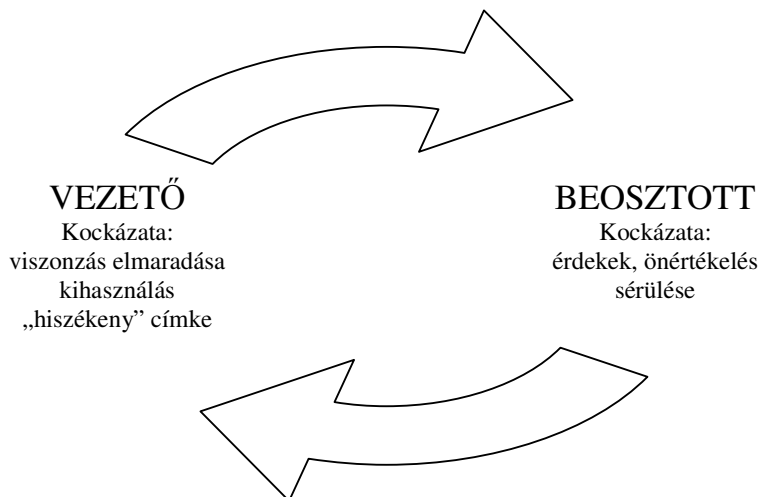 VEZETŐ
Kockázata:
viszonzás elmaradása
kihasználás
„hiszékeny” címke
BEOSZTOTT
Kockázata:
érdekek, önértékelés
sérülése